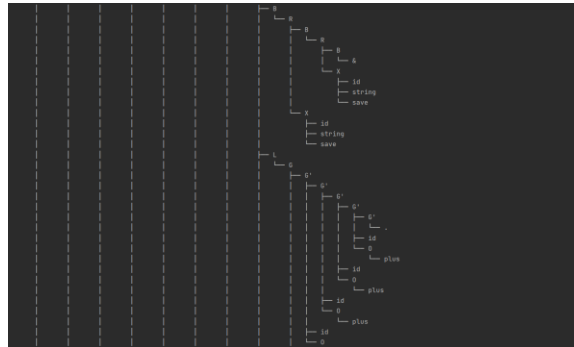 B
R
B
R
B
&
X
id
string
save
X
id
string
save
L
G
G'
G'
G'
G'
G'
.
id
O
plus
id
O
plus
id
O
plus
id
O